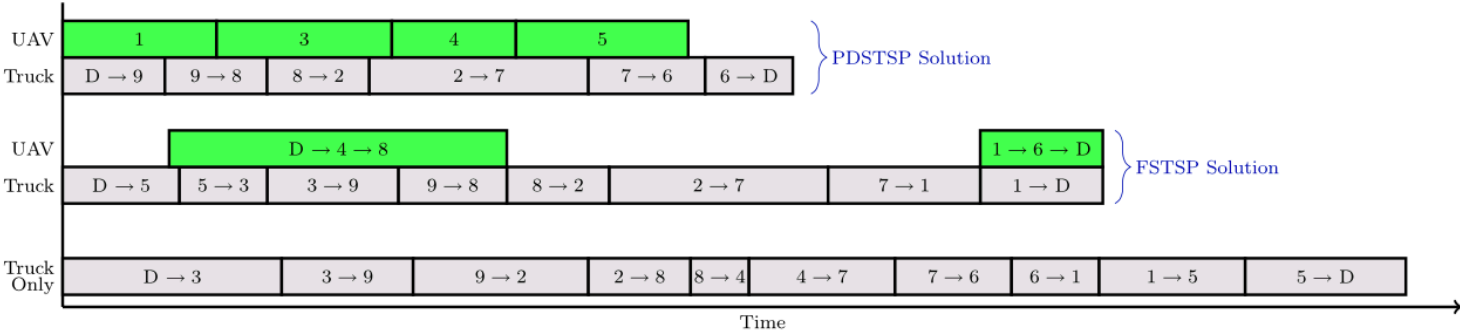 UAV 1 3 4 5
PDSTSP Solution
Truck D → 9 9 → 8 8 → 2 2 → 7 7 → 6 6 → D
UAV D → 4 → 8 1 → 6 → D
FSTSP Solution
Truck D → 5 5 → 3 3 → 9 9 → 8 8 → 2 2 → 7 7 → 1 1 → D
Truck
Only
D → 3 3 → 9 9 → 2 2 → 8 8 → 4 4 → 7 7 → 6 6 → 1 1 → 5 5 → D
Time